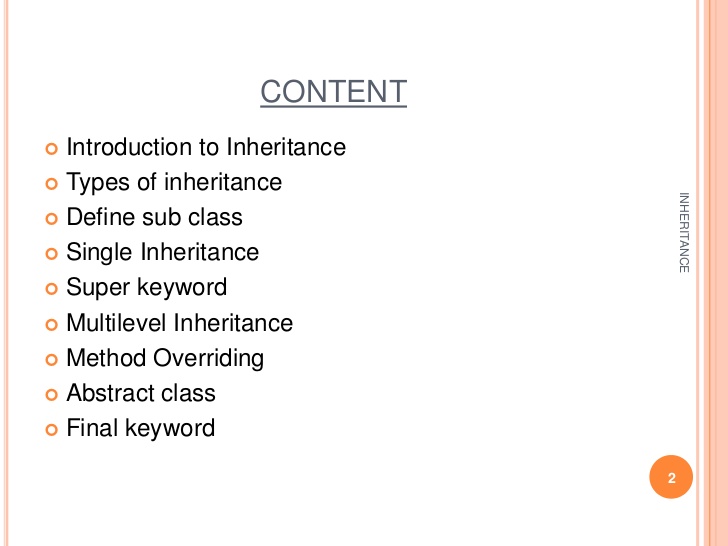 CONTENT
Introduction to Inheritance
Types of inheritance
Define sub class
Single Inheritance
Super keyword
Multilevel Inheritance
Method Overriding
Abstract class
Final keyword
INHERITANCE
2